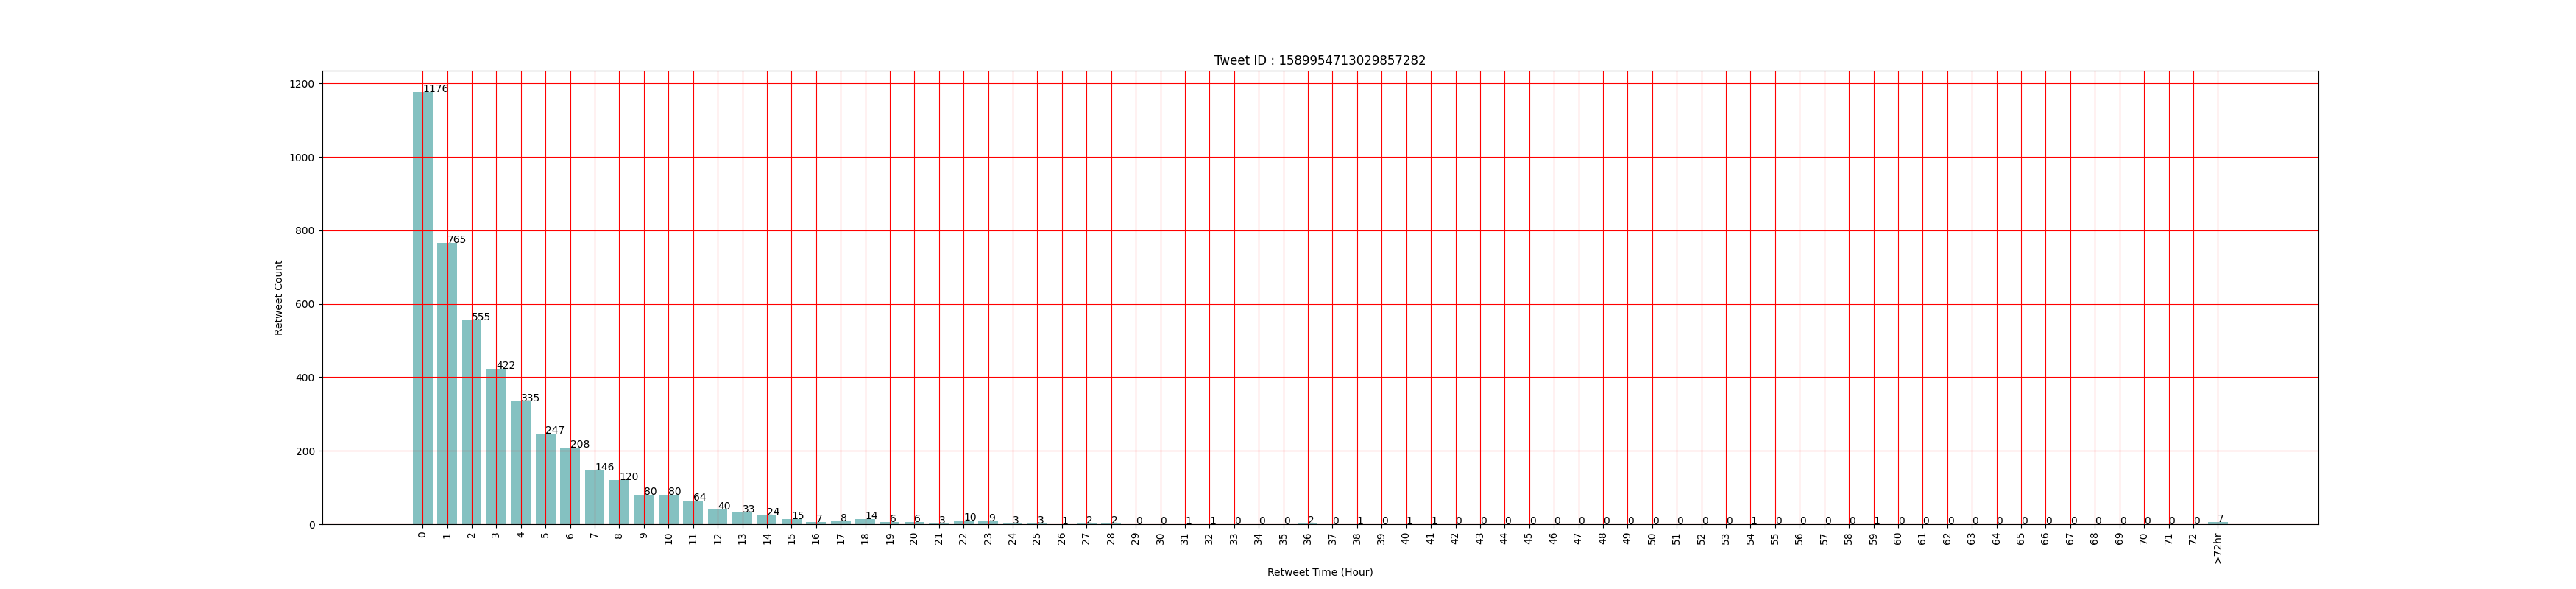 Tweet ID : 1589954713029857282
1200
1000
800
600
400
200
0
Retweet Count
1176 765 555 422 335 247 208 146 120 80 80 64 40 33 24 15 7 8 14 6 6 3 10 9 3 3 1 2 2 0 0 1 1 0 0 0 2 0 1 0 1 1 0 0 0 0 0 0 0 0 0 0 0 0 1 0 0 0 0 1 0 0 0 0 0 0 0 0 0 0 0 0 0 7
0 1 2 3 4 5 6 7 8 9 10 11 12 13 14 15 16 17 18 19 20 21 22 23 24 25 26 27 28 29 30 31 32 33 34 35 36 37 38 39 40 41 42 43 44 45 46 47 48 49 50 51 52 53 54 55 56 57 58 59 60 61 62 63 64 65 66 67 68 69 70 71 72 >72hr
Retweet Time (Hour)